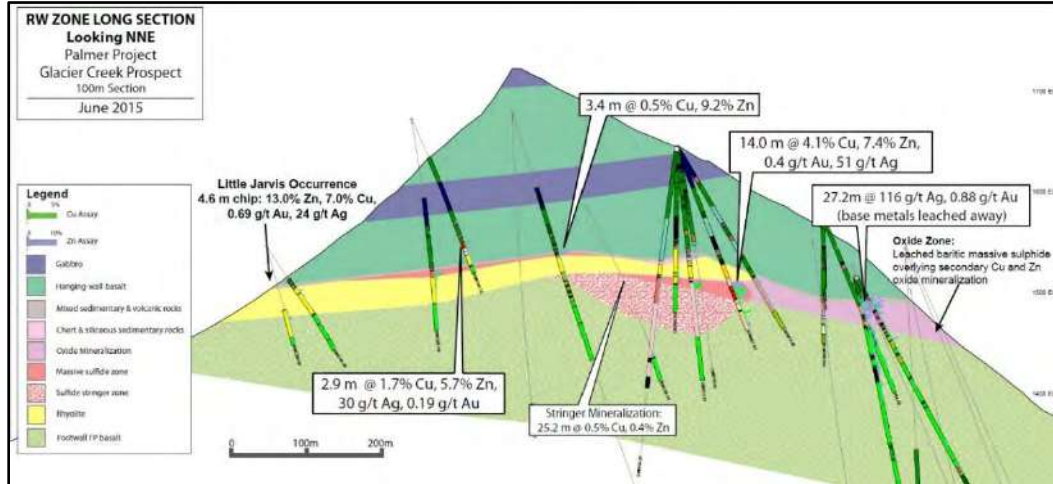 RW ZONE LONG SECTION
Looking NNE
Palmer Project
Glacier Creek Prospect
100m Section
June 2015
3.4 m @ 0.5% Cu, 9.2% Zn
14.0 m @ 4.1% Cu, 7.4% Zn,
0.4 g/t Au, 51 g/t Ag
Little Jarvis Occurrence
4.6 m chip: 13.0% Zn, 7.0% Cu,
0.69 g/t Au, 24 g/t Ag
27.2m @ 116 g/t Ag, 0.88 g/t Au
(base metals leached away)
Oxide Zone:
Leached baritic massive sulphide
overlying secondary Cu and Zn
oxide mineralization
Legend
Cu Assay
Zn Assay
Gabbro
Hanging-wall basalt
Mixed sedimentary & volcanic rocks
Chert & siliceous sedimentary rocks
Oxide Mineralization
Massive sulfide zone
Sulfide stringer zone
Rhyolite
Footwall FP basalt
2.9 m @ 1.7% Cu, 5.7% Zn,
30 g/t Ag, 0.19 g/t Au
Stringer Mineralization:
25.2 m @ 0.5% Cu, 0.4% Zn
0 100m 200m